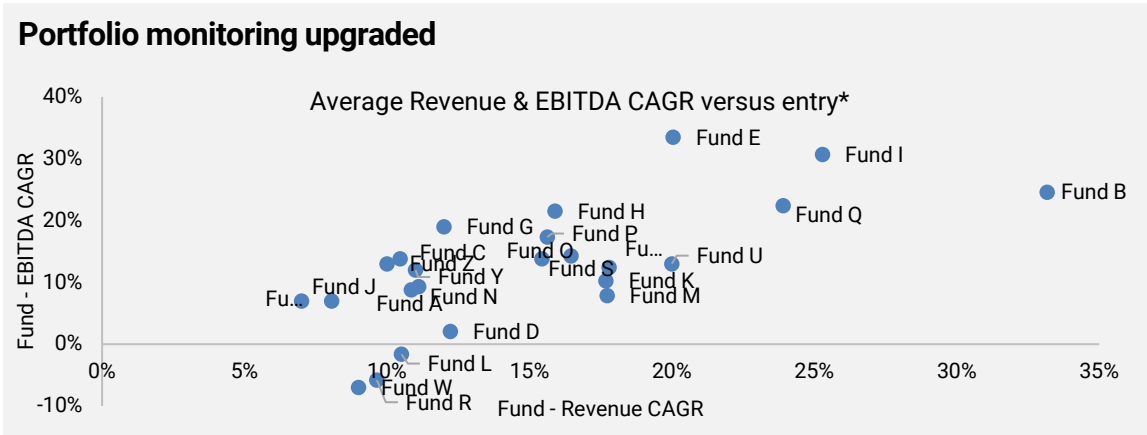 Portfolio monitoring upgraded
Average Revenue & EBITDA CAGR versus entry*
40%
30%
20%
10%
0%
-10%
Fund - EBITDA CAGR
Fund E
Fund I
Fund B
Fund Q
Fund H
Fund G
Fund P
Fund O
Fu...
Fund U
Fund C
Fund Z
Fund S
Fund Y
Fund K
Fu...
Fund J
Fund A
Fund N
Fund M
Fund D
Fund L
Fund W
Fund R
0%
5%
10%
15%
20%
25%
30%
35%
Fund - Revenue CAGR